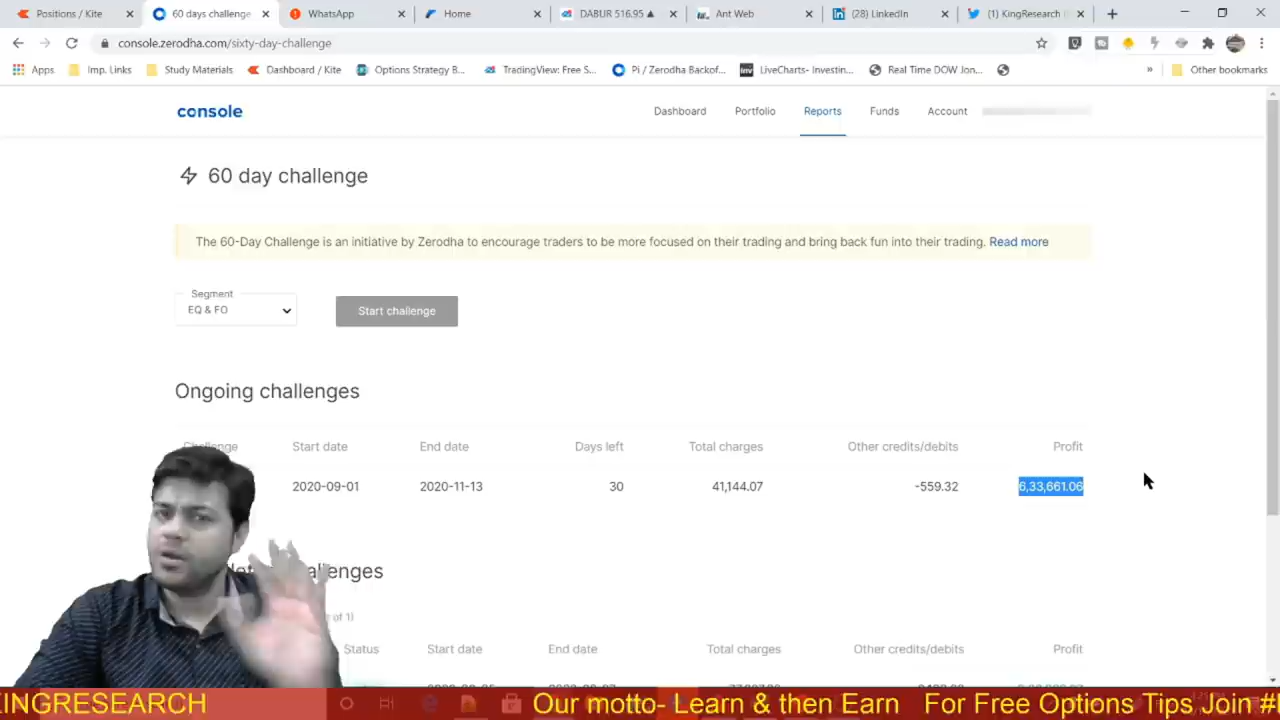 Positions / Kite
60 days challenge
WhatsApp
Home
DABUR 516.95 ▲
Ant Web
(28) LinkedIn
(1) KingResearch (
console.zerodha.com/sixty-day-challenge
Apps
Imp. Links
Study Materials
Dashboard / Kite
Options Strategy B...
TradingView: Free S...
Pi / Zerodha Backof...
LiveCharts- Investin...
Real Time DOW Jon...
»
Other bookmarks
console
Dashboard
Portfolio
Reports
Funds
Account
60 day challenge
The 60-Day Challenge is an initiative by Zerodha to encourage traders to be more focused on their trading and bring back fun into their trading. Read more
Segment
EQ & FO
Start challenge
Ongoing challenges
Challenge Start date End date Days left Total charges Other credits/debits Profit
2020-09-01 2020-11-13 30 41,144.07 -559.32 6,33,661.06
of 1)
Status Start date End date Total charges Other credits/debits Profit
KINGRESEARCH Our motto- Learn & then Earn For Free Options Tips Join #